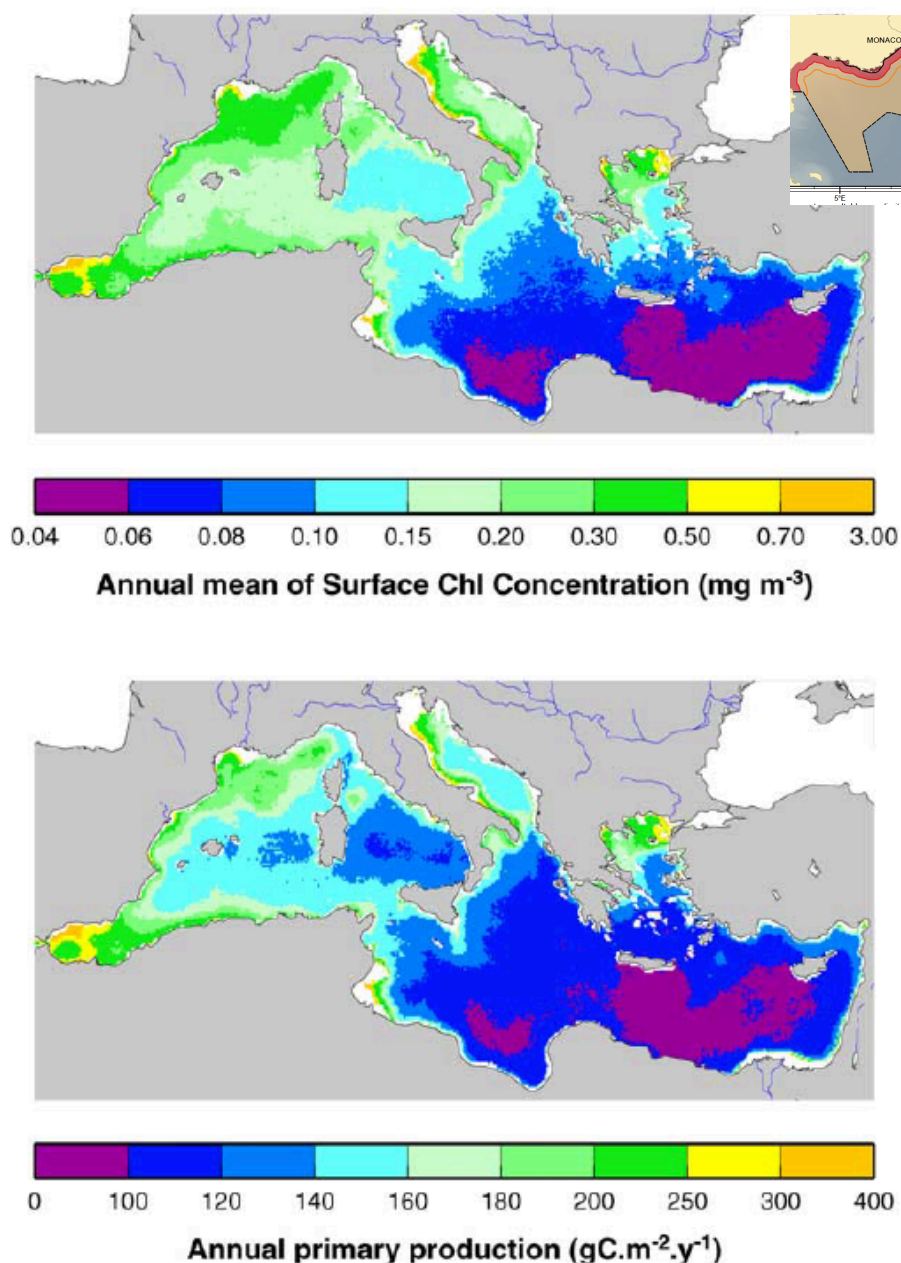 MONACO
5°E
0.04 0.06 0.08 0.10 0.15 0.20 0.30 0.50 0.70 3.00
Annual mean of Surface Chl Concentration (mg m-3)
0 100 120 140 160 180 200 250 300 400
Annual primary production (gC.m-2.y-1)